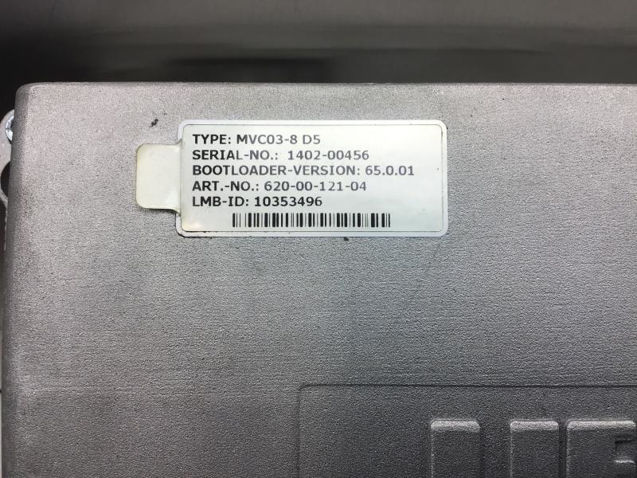 TYPE: MVC03-8 D5
SERIAL-NO.: 1402-00456
BOOTLOADER-VERSION: 65.0.01
ART.-NO.: 620-00-121-04
LMB-ID: 10353496